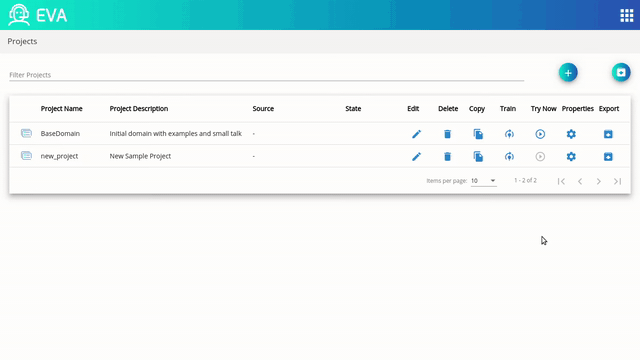 EVA
Projects
Filter Projects
Project Name Project Description Source State Edit Delete Copy Train Try Now Properties Export
BaseDomain Initial domain with examples and small talk -
new_project New Sample Project -
Items per page: 10 1 - 2 of 2